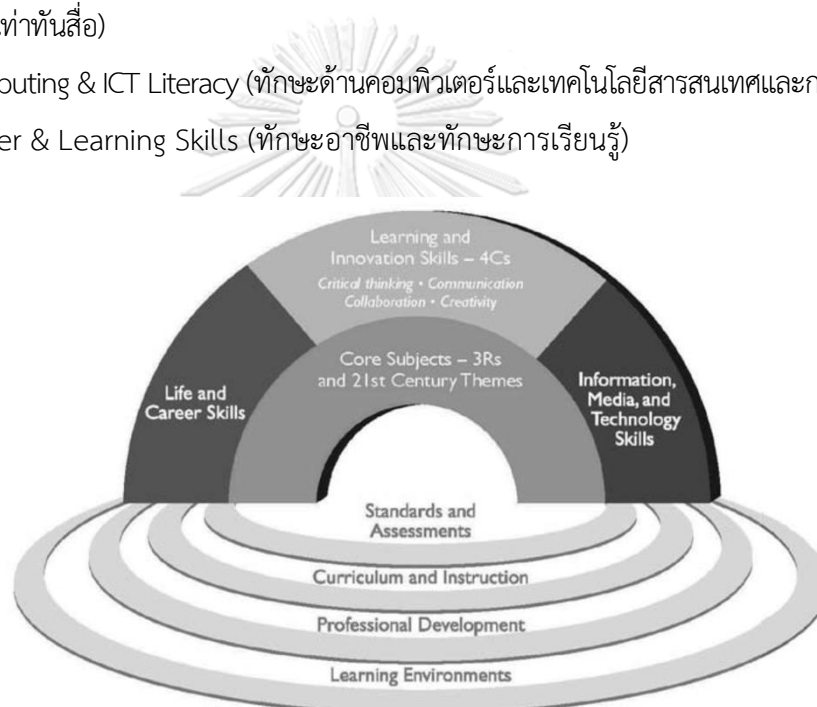 เท่าทันสื่อ)
puting & ICT Literacy (ทักษะด้านคอมพิวเตอร์และเทคโนโลยีสารสนเทศและก
er & Learning Skills (ทักษะอาชีพและทักษะการเรียนรู้)
Learning and
Innovation Skills – 4Cs
Critical thinking • Communication
Collaboration • Creativity
Core Subjects – 3Rs
and 21st Century Themes
Life and
Career Skills
Information,
Media, and
Technology
Skills
Standards and
Assessments
Curriculum and Instruction
Professional Development
Learning Environments